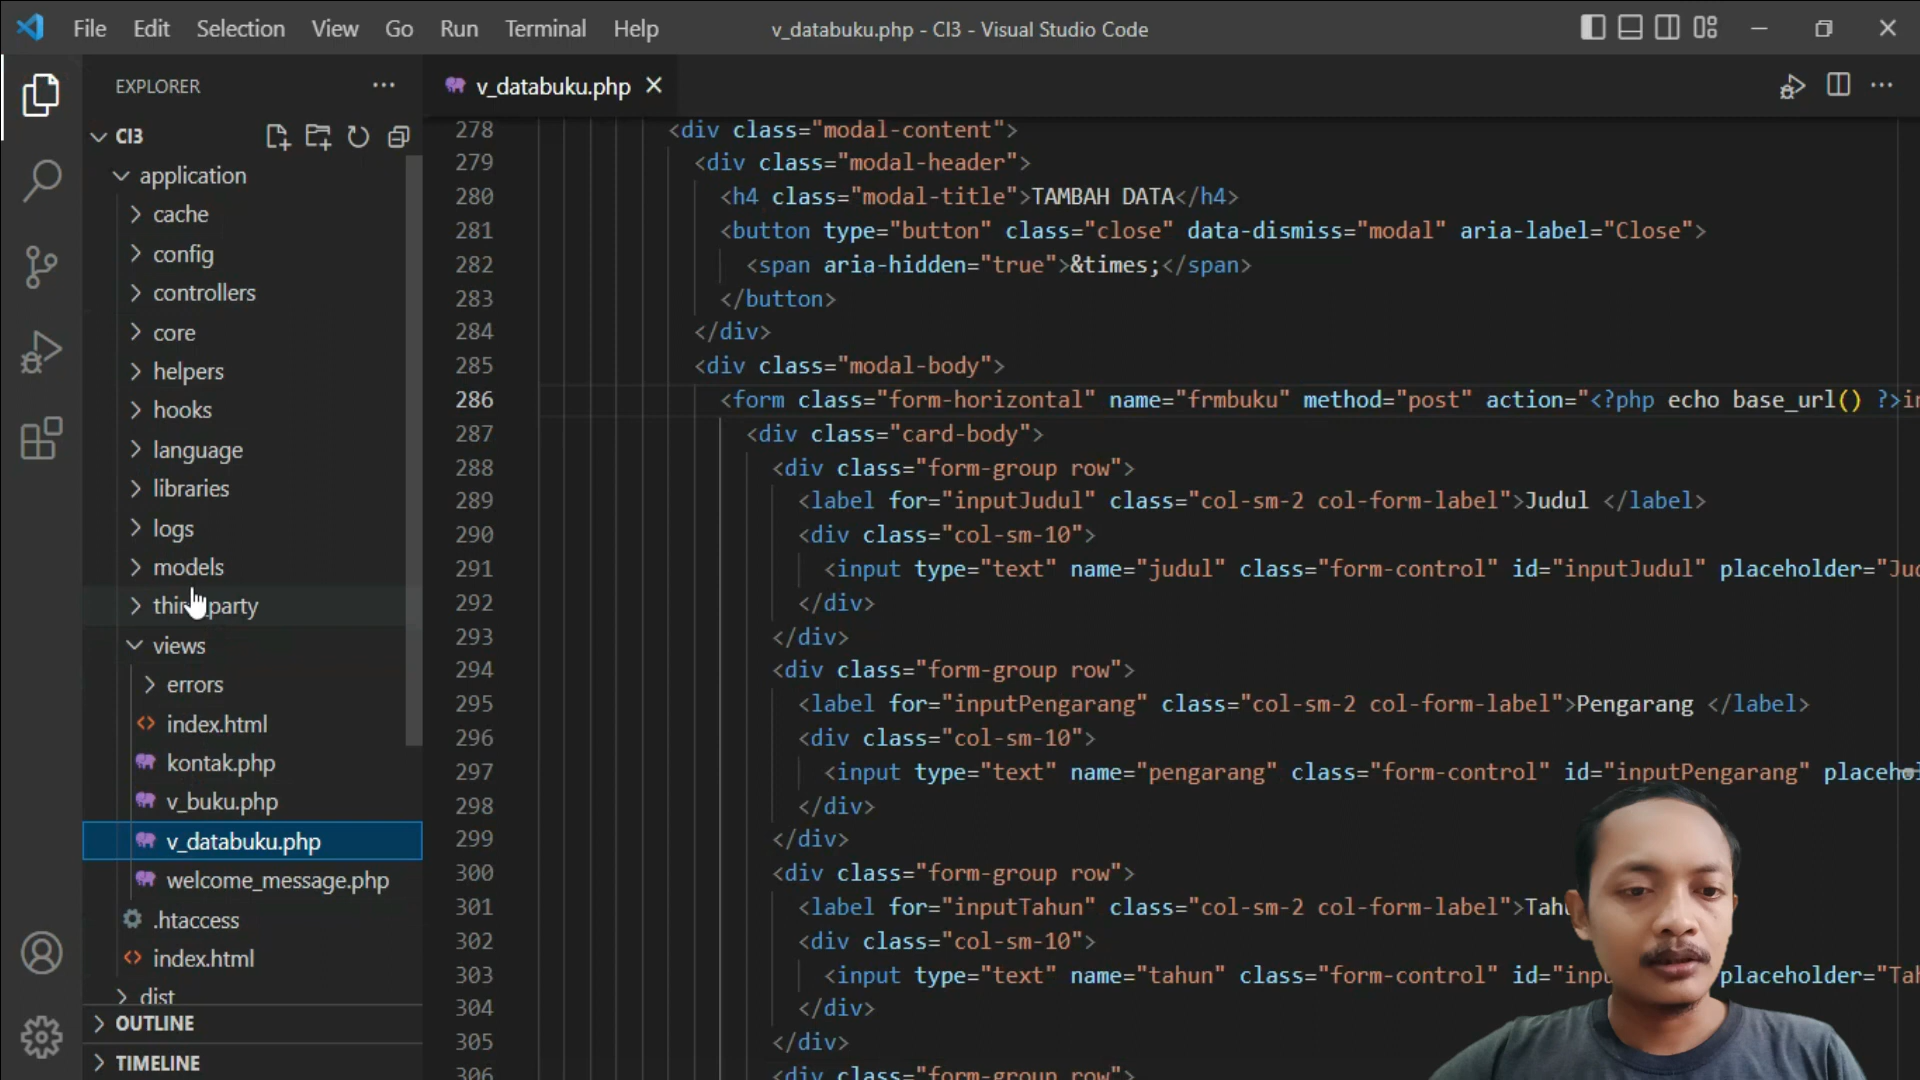 File Edit Selection View Go Run Terminal Help
v_databuku.php - CI3 - Visual Studio Code
EXPLORER
CI3
application
cache
config
controllers
core
helpers
hooks
language
libraries
logs
models
party
views
errors
index.html
kontak.php
v_buku.php
v_databuku.php
welcome_message.php
.htaccess
index.html
dist
OUTLINE
TIMELINE
v_databuku.php
278 <div class="modal-content">
279 <div class="modal-header">
280 <h4 class="modal-title">TAMBAH DATA</h4>
281 <button type="button" class="close" data-dismiss="modal" aria-label="Close">
282 <span aria-hidden="true">&times;</span>
283 </button>
284 </div>
285 <div class="modal-body">
286 <form class="form-horizontal" name="frmbuku" method="post" action="<?php echo base_url() ?>in
287 <div class="card-body">
288 <div class="form-group row">
289 <label for="inputJudul" class="col-sm-2 col-form-label">Judul </label>
290 <div class="col-sm-10">
291 <input type="text" name="judul" class="form-control" id="inputJudul" placeholder="Jud
292 </div>
293 </div>
294 <div class="form-group row">
295 <label for="inputPengarang" class="col-sm-2 col-form-label">Pengarang </label>
296 <div class="col-sm-10">
297 <input type="text" name="pengarang" class="form-control" id="inputPengarang" placehol
298 </div>
299 </div>
300 <div class="form-group row">
301 <label for="inputTahun" class="col-sm-2 col-form-label">Tahu
302 <div class="col-sm-10">
303 <input type="text" name="tahun" class="form-control" id="inpu placeholder="Tah
304 </div>
305 </div>
306 <div class="form-group row">